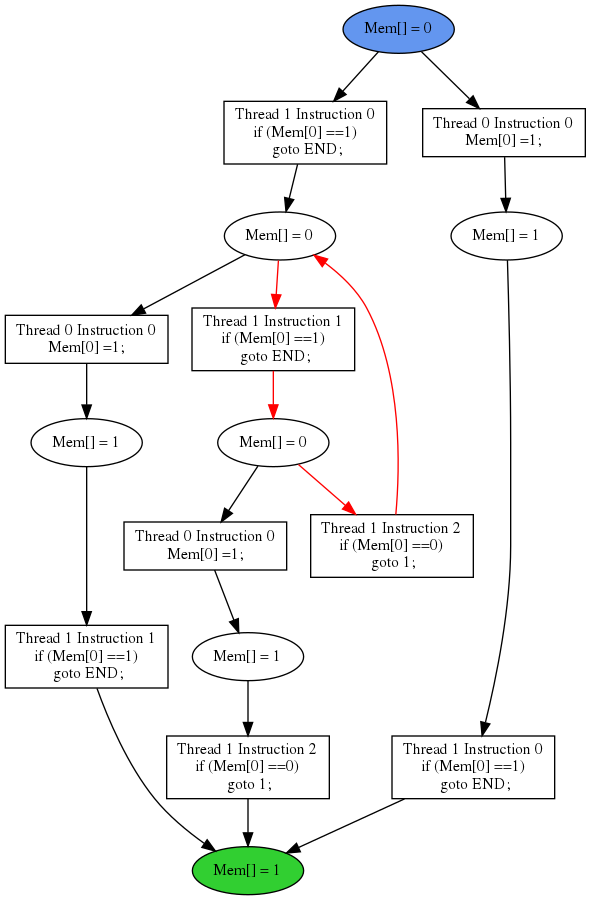 Mem[] = 0
Thread 1 Instruction 0
if (Mem[0] ==1)
goto END;
Thread 0 Instruction 0
Mem[0] =1;
Mem[] = 0
Mem[] = 1
Thread 0 Instruction 0
Mem[0] =1;
Thread 1 Instruction 1
if (Mem[0] ==1)
goto END;
Mem[] = 1
Mem[] = 0
Thread 0 Instruction 0
Mem[0] =1;
Thread 1 Instruction 2
if (Mem[0] ==0)
goto 1;
Thread 1 Instruction 1
if (Mem[0] ==1)
goto END;
Mem[] = 1
Thread 1 Instruction 2
if (Mem[0] ==0)
goto 1;
Thread 1 Instruction 0
if (Mem[0] ==1)
goto END;
Mem[] = 1